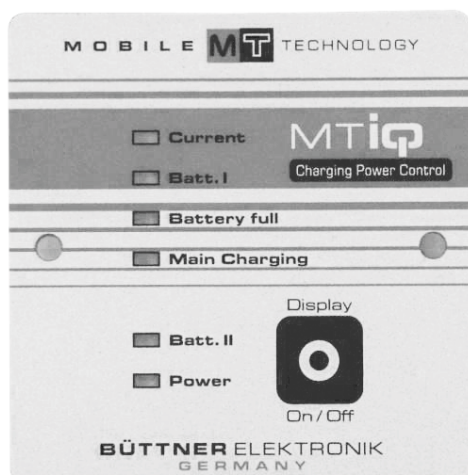 MOBILE MT TECHNOLOGY
Current
MTiQ
Batt. I
Charging Power Control
Battery full
Main Charging
Display
Batt. II
Power
On / Off
BÜTTNER ELEKTRONIK
GERMANY